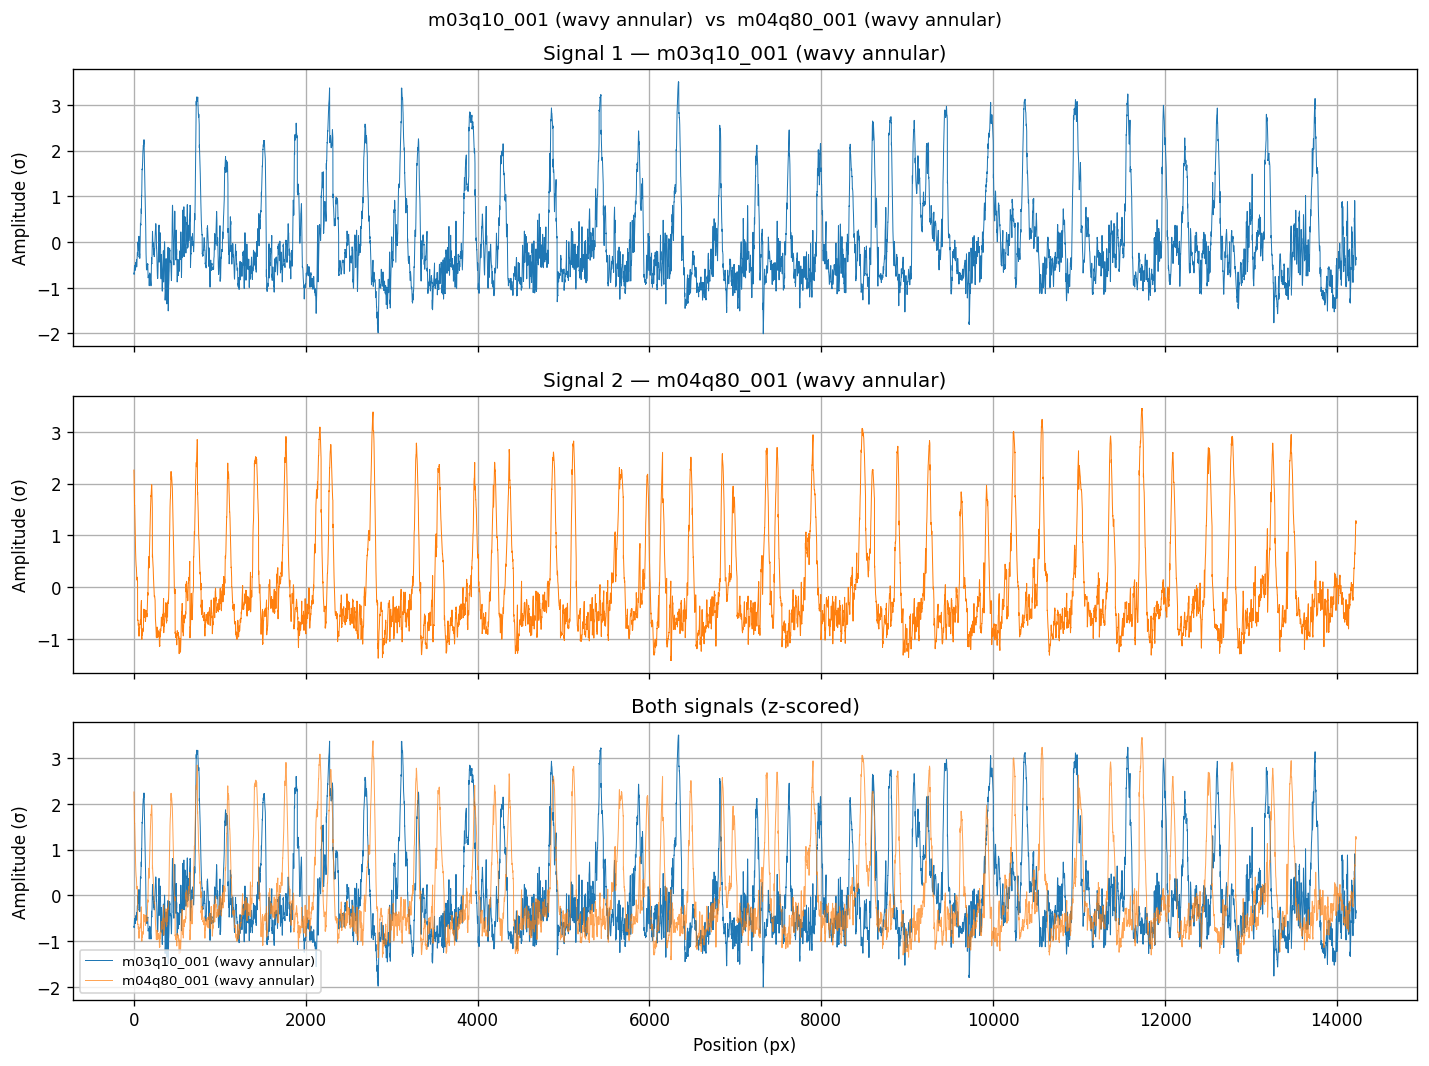 m03q10_001 (wavy annular)  vs  m04q80_001 (wavy annular)
Signal 1 — m03q10_001 (wavy annular)
Amplitude (σ)
3
2
1
0
−1
−2
Signal 2 — m04q80_001 (wavy annular)
Amplitude (σ)
3
2
1
0
−1
Both signals (z-scored)
Amplitude (σ)
3
2
1
0
−1
−2
m03q10_001 (wavy annular)
m04q80_001 (wavy annular)
0 2000 4000 6000 8000 10000 12000 14000
Position (px)